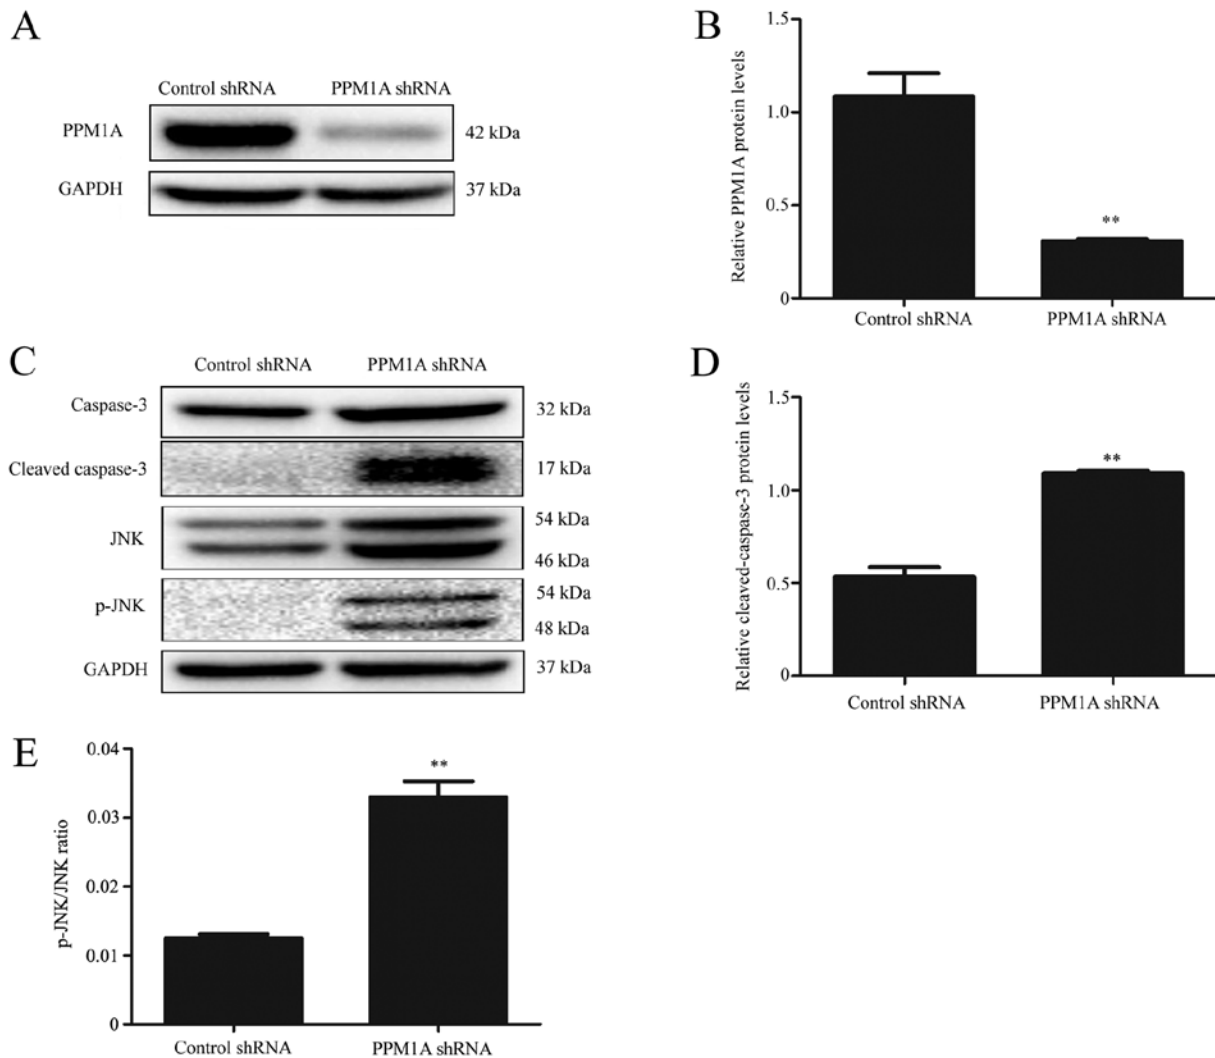 A
Control shRNA PPM1A shRNA
PPM1A 42 kDa
GAPDH 37 kDa
B
Relative PPM1A protein levels
1.5
1.0
0.5
0
**
Control shRNA PPM1A shRNA
C
Control shRNA PPM1A shRNA
Caspase-3 32 kDa
Cleaved caspase-3 17 kDa
JNK 54 kDa
46 kDa
p-JNK 54 kDa
48 kDa
GAPDH 37 kDa
D
Relative cleaved-caspase-3 protein levels
1.5
1.0
0.5
0
**
Control shRNA PPM1A shRNA
E
p-JNK/JNK ratio
0.04
0.03
0.02
0.01
0
**
Control shRNA PPM1A shRNA